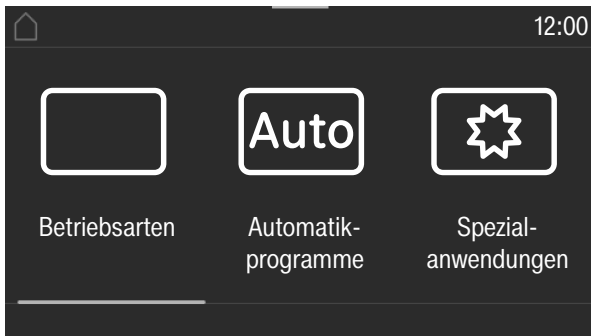 12:00
Auto
Betriebsarten
Automatik-
programme
Spezial-
anwendungen